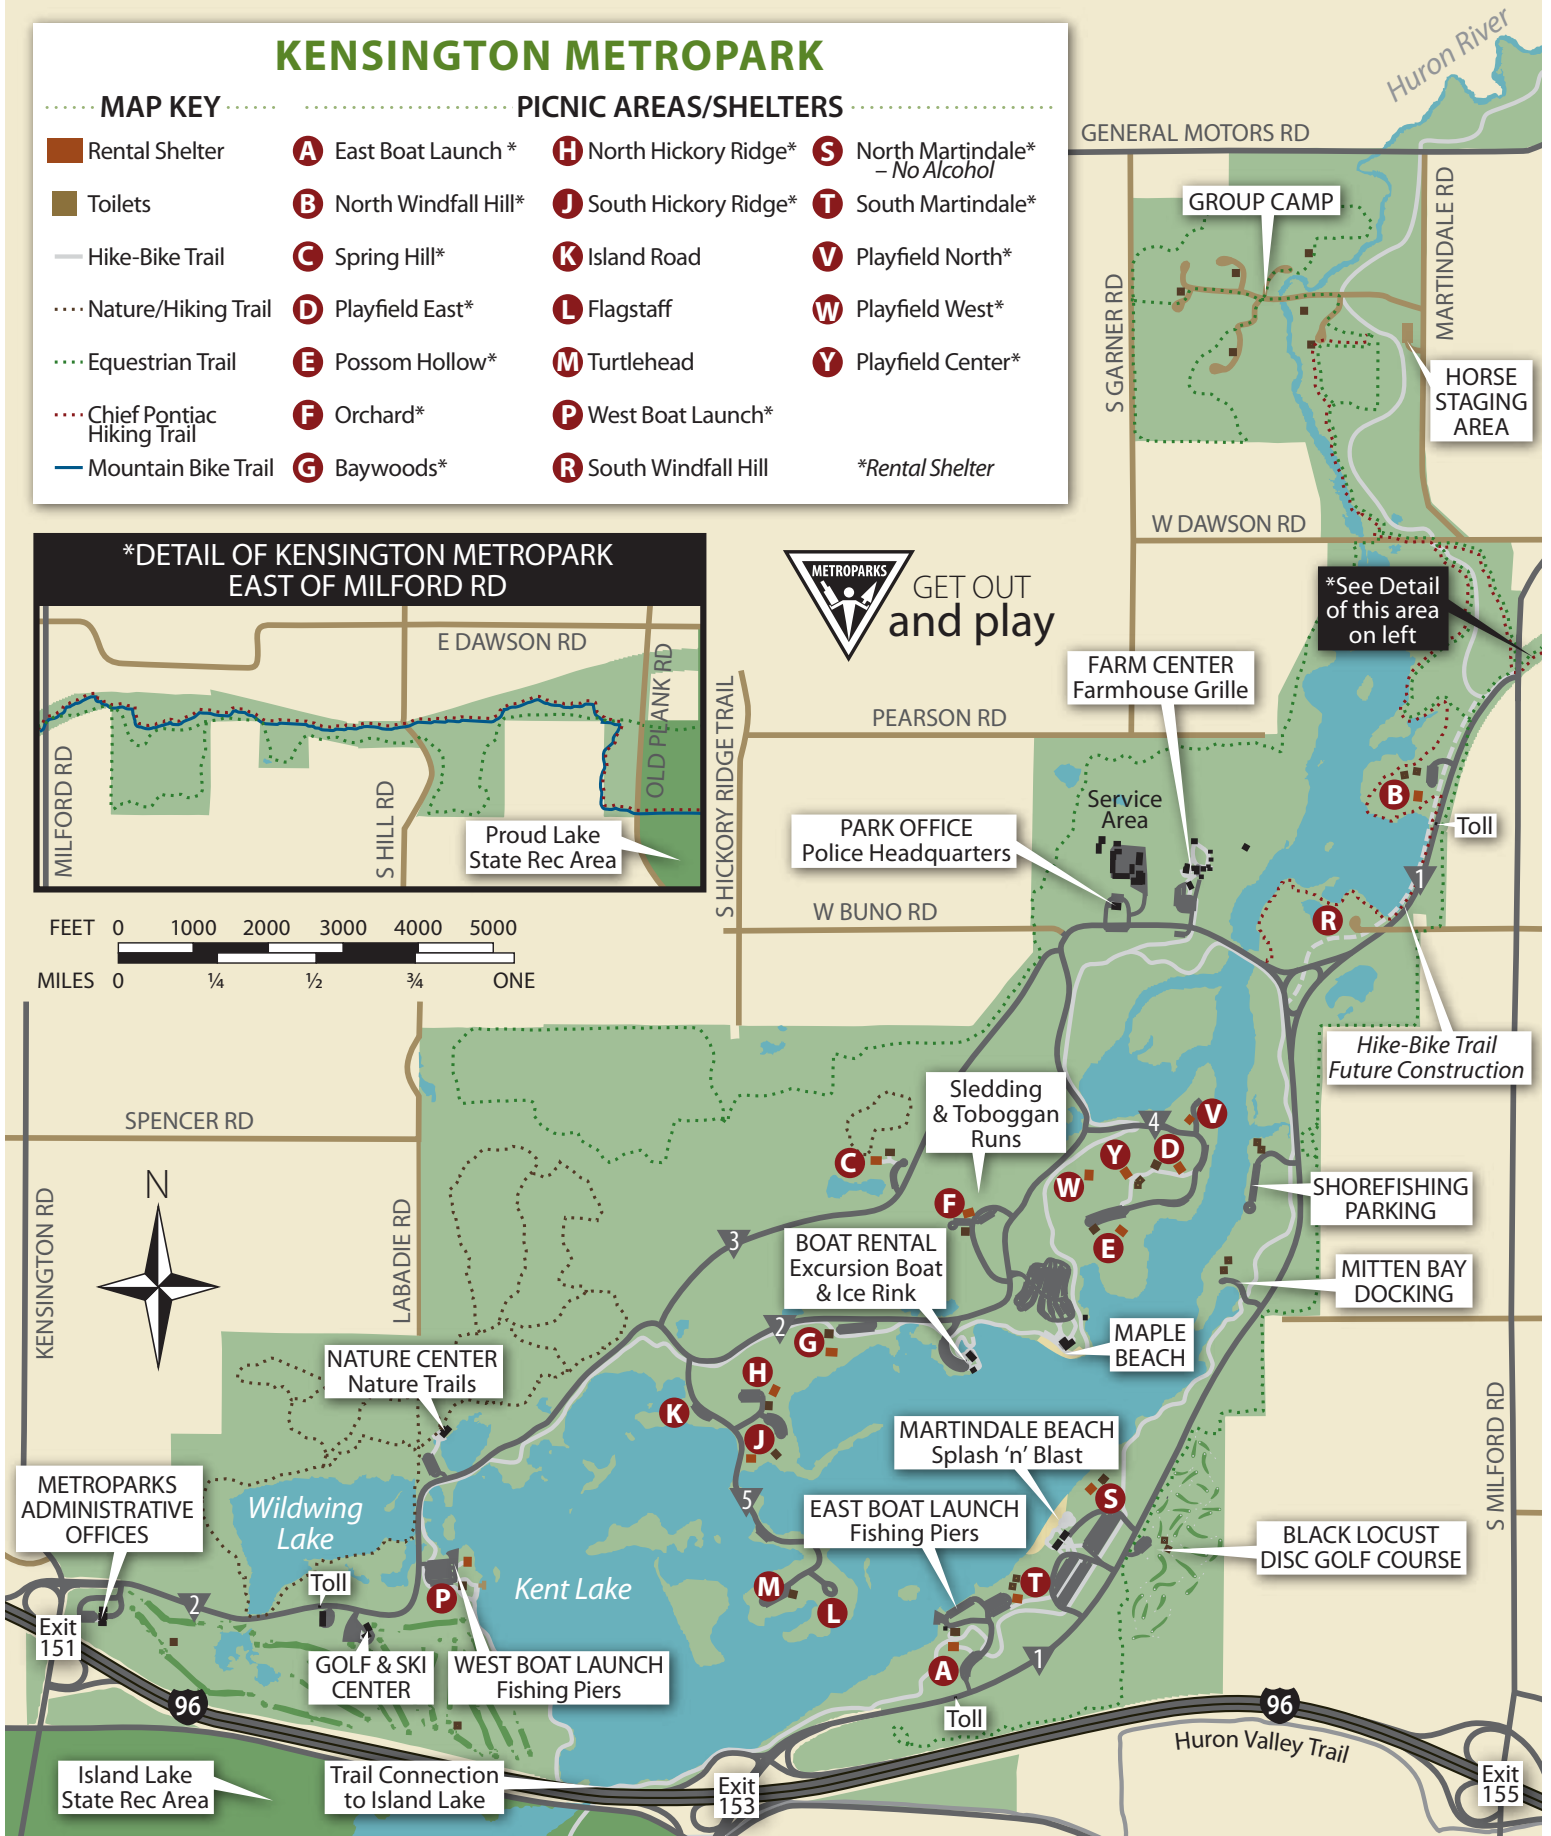 KENSINGTON METROPARK
MAP KEY
Rental Shelter
Toilets
Hike-Bike Trail
Nature/Hiking Trail
Equestrian Trail
Chief Pontiac
Hiking Trail
Mountain Bike Trail
PICNIC AREAS/SHELTERS
A East Boat Launch *
B North Windfall Hill*
C Spring Hill*
D Playfield East*
E Possom Hollow*
F Orchard*
G Baywoods*
H North Hickory Ridge*
J South Hickory Ridge*
K Island Road
L Flagstaff
M Turtlehead
P West Boat Launch*
R South Windfall Hill
S North Martindale*
– No Alcohol
T South Martindale*
V Playfield North*
W Playfield West*
Y Playfield Center*
*Rental Shelter
Huron River
GENERAL MOTORS RD
MARTINDALE RD
GROUP CAMP
S GARNER RD
HORSE
STAGING
AREA
W DAWSON RD
*See Detail
of this area
on left
*DETAIL OF KENSINGTON METROPARK
EAST OF MILFORD RD
E DAWSON RD
OLD PLANK RD
MILFORD RD
S HILL RD
Proud Lake
State Rec Area
METROPARKS
GET OUT
and play
FEET 0 1000 2000 3000 4000 5000
MILES 0 ¼ ½ ¾ ONE
S HICKORY RIDGE TRAIL
PEARSON RD
FARM CENTER
Farmhouse Grille
Service
Area
PARK OFFICE
Police Headquarters
W BUNO RD
B
Toll
1
R
Hike-Bike Trail
Future Construction
SPENCER RD
KENSINGTON RD
LABADIE RD
N
Sledding
& Toboggan
Runs
4
V
Y
D
W
E
C
F
3
SHOREFISHING
PARKING
MITTEN BAY
DOCKING
BOAT RENTAL
Excursion Boat
& Ice Rink
2
G
MAPLE
BEACH
H
K
J
NATURE CENTER
Nature Trails
S MILFORD RD
MARTINDALE BEACH
Splash ‘n’ Blast
METROPARKS
ADMINISTRATIVE
OFFICES
Wildwing
Lake
5
S
EAST BOAT LAUNCH
Fishing Piers
BLACK LOCUST
DISC GOLF COURSE
Toll
Kent Lake
P
M
L
T
2
Exit
151
GOLF & SKI
CENTER
WEST BOAT LAUNCH
Fishing Piers
A
1
Toll
96
96
Huron Valley Trail
Island Lake
State Rec Area
Trail Connection
to Island Lake
Exit
153
Exit
155